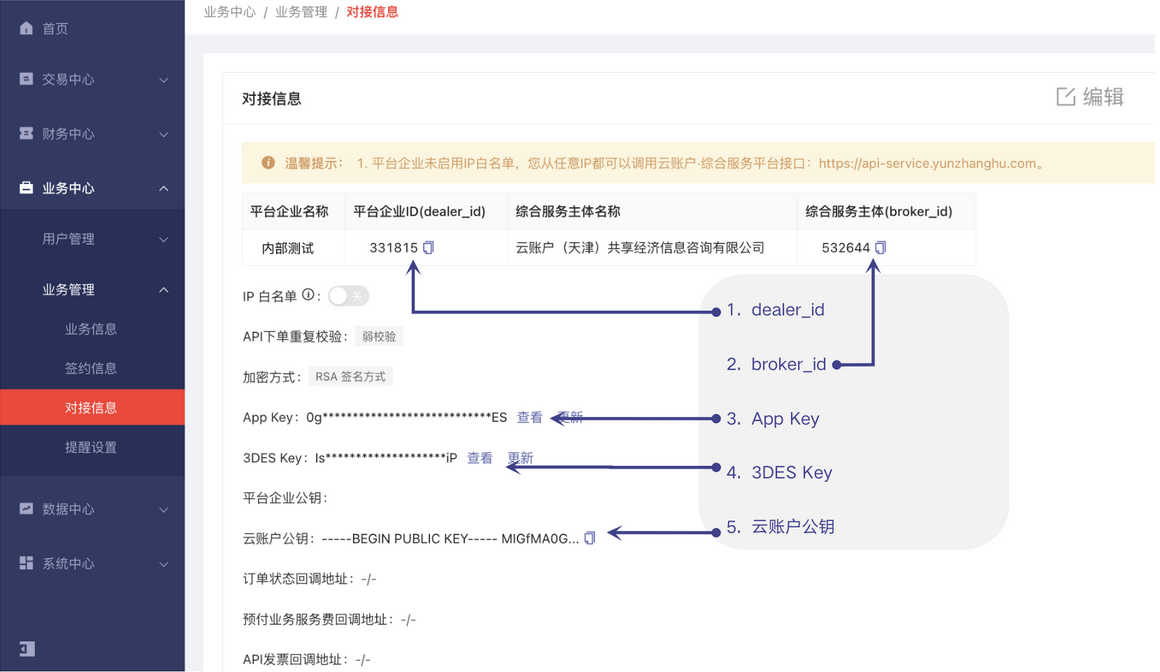 业务中心 / 业务管理 / 对接信息
首页
交易中心
财务中心
业务中心
用户管理
业务管理
业务信息
签约信息
对接信息
提醒设置
数据中心
系统中心
对接信息
编辑
温馨提示： 1. 平台企业未启用IP白名单，您从任意IP都可以调用云账户·综合服务平台接口：https://api-service.yunzhanghu.com。
平台企业名称 平台企业ID(dealer_id) 综合服务主体名称 综合服务主体(broker_id)
内部测试 331815 云账户（天津）共享经济信息咨询有限公司 532644
IP 白名单 : 关
API下单重复校验： 弱校验
加密方式： RSA 签名方式
App Key：0g****************************ES 查看 更新
3DES Key：Is********************iP 查看 更新
平台企业公钥：
云账户公钥：-----BEGIN PUBLIC KEY----- MIGfMA0G...
订单状态回调地址：-/-
预付业务服务费回调地址：-/-
API发票回调地址：-/-
1. dealer_id
2. broker_id
3. App Key
4. 3DES Key
5. 云账户公钥